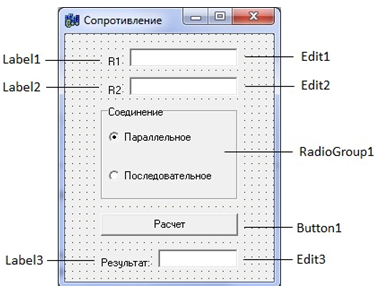 Сопротивление
Label1
R1
Edit1
Label2
R2
Edit2
Соединение
Параллельное
RadioGroup1
Последовательное
Расчет
Button1
Label3
Результат:
Edit3